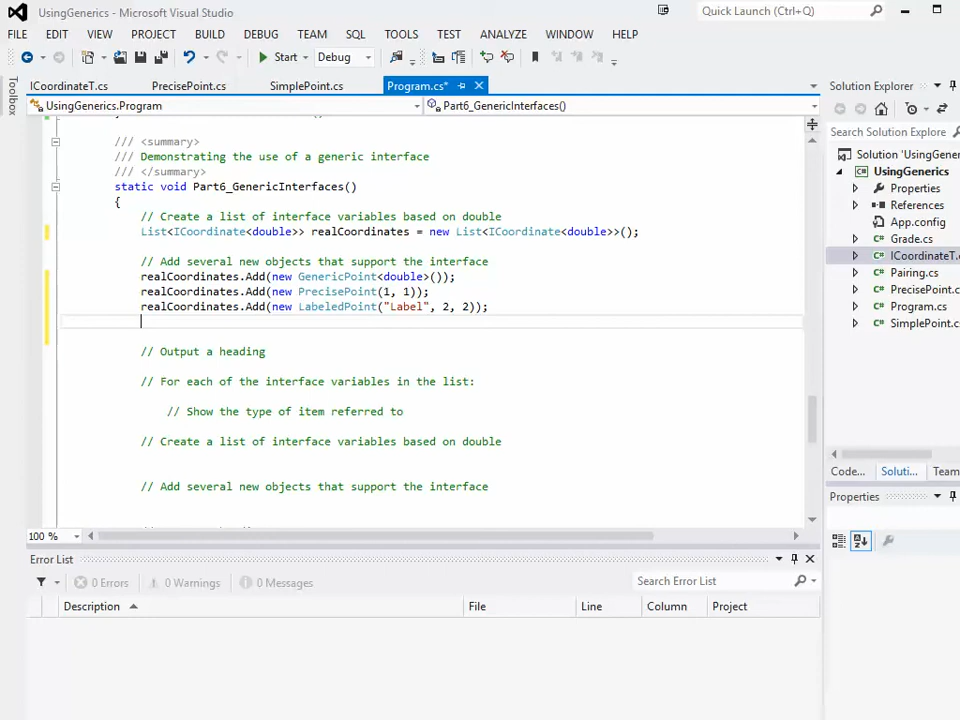 UsingGenerics - Microsoft Visual Studio
Quick Launch (Ctrl+Q)
FILE EDIT VIEW PROJECT BUILD DEBUG TEAM SQL TOOLS TEST ANALYZE WINDOW HELP
Start Debug
Toolbox
ICoordinateT.cs PrecisePoint.cs SimplePoint.cs Program.cs*
UsingGenerics.Program Part6_GenericInterfaces()
/// <summary>
/// Demonstrating the use of a generic interface
/// </summary>
static void Part6_GenericInterfaces()
{
// Create a list of interface variables based on double
List<ICoordinate<double>> realCoordinates = new List<ICoordinate<double>>();
// Add several new objects that support the interface
realCoordinates.Add(new GenericPoint<double>());
realCoordinates.Add(new PrecisePoint(1, 1));
realCoordinates.Add(new LabeledPoint("Label", 2, 2));
// Output a heading
// For each of the interface variables in the list:
// Show the type of item referred to
// Create a list of interface variables based on double
// Add several new objects that support the interface
100 %
Solution Explorer
Search Solution Explorer
Solution 'UsingGener
UsingGenerics
Properties
References
App.config
Grade.cs
ICoordinateT.c
Pairing.cs
PrecisePoint.c
Program.cs
SimplePoint.cs
Code... Soluti... Team
Properties
Error List
0 Errors 0 Warnings 0 Messages Search Error List
Description File Line Column Project